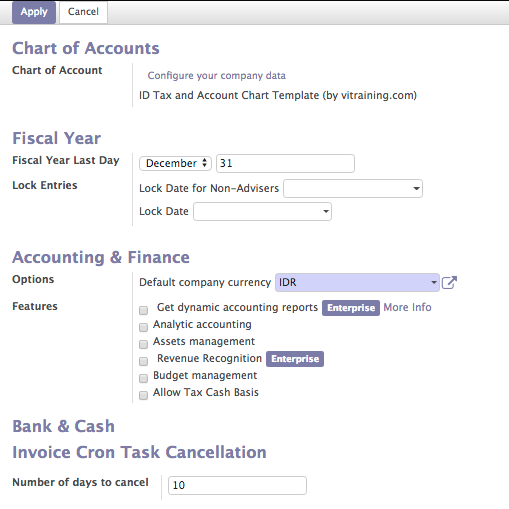 Apply Cancel
Chart of Accounts
Chart of Account Configure your company data
ID Tax and Account Chart Template (by vitraining.com)
Fiscal Year
Fiscal Year Last Day December 31
Lock Entries Lock Date for Non-Advisers
Lock Date
Accounting & Finance
Options Default company currency IDR
Features Get dynamic accounting reports Enterprise More Info
Analytic accounting
Assets management
Revenue Recognition Enterprise
Budget management
Allow Tax Cash Basis
Bank & Cash
Invoice Cron Task Cancellation
Number of days to cancel 10